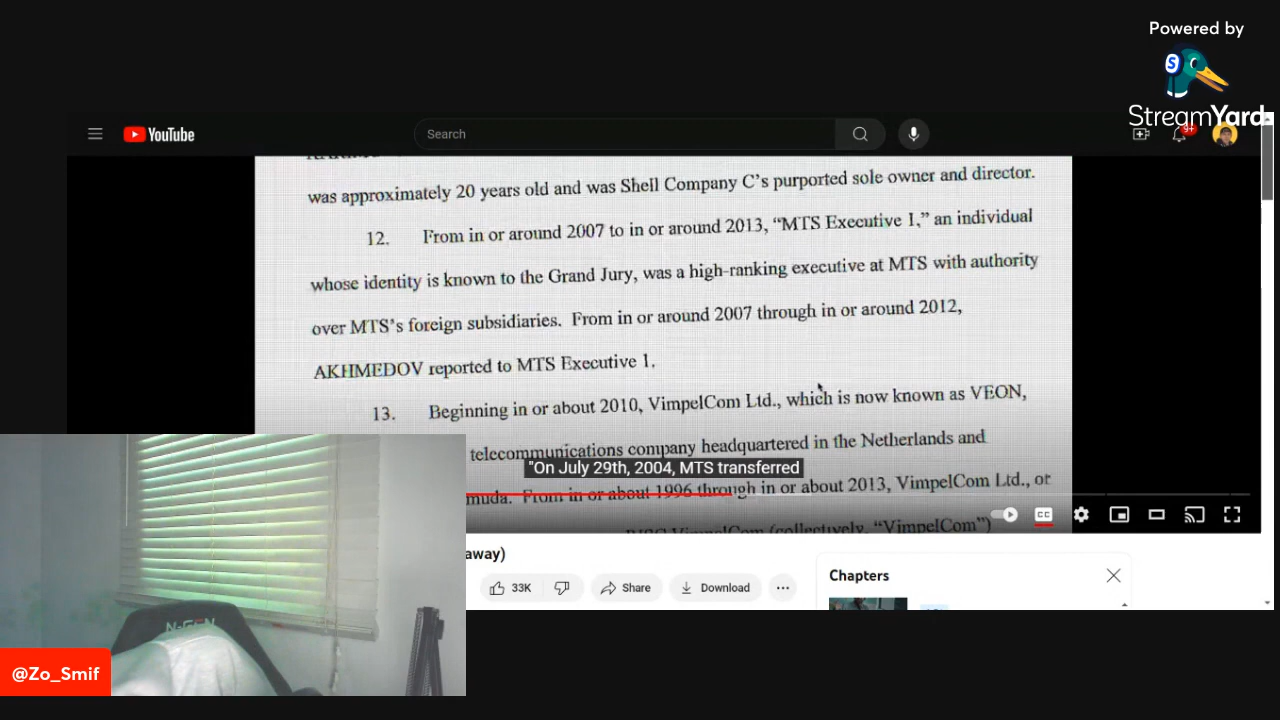 Powered by
StreamYard
YouTube
Search
9+
was approximately 20 years old and was Shell Company C's purported sole owner and director.
12. From in or around 2007 to in or around 2013, "MTS Executive 1," an individual
whose identity is known to the Grand Jury, was a high-ranking executive at MTS with authority
over MTS's foreign subsidiaries. From in or around 2007 through in or around 2012,
AKHMEDOV reported to MTS Executive 1.
13. Beginning in or about 2010, VimpelCom Ltd., which is now known as VEON,
telecommunications company headquartered in the Netherlands and
"On July 29th, 2004, MTS transferred
muda. From in or about 1996 through in or about 2013, VimpelCom Ltd., or
VimpelCom (collectively, "VimpelCom")
CC
away)
33K
Share
Download
Chapters
N-GEN
@Zo_Smif